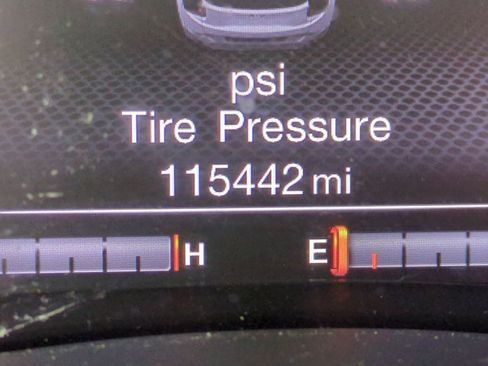 psi
Tire Pressure
115442 mi
H E